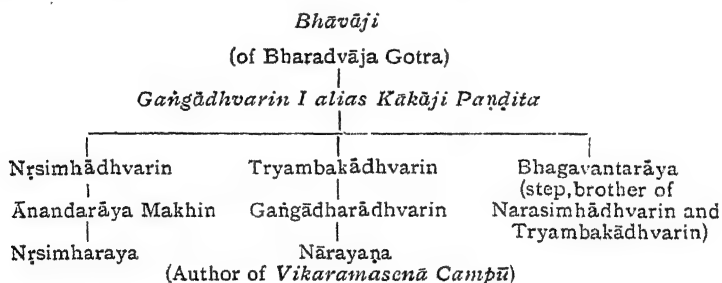 Bhāvāji
(of Bharadvāja Gotra)
Gaṅgādhvarin I alias Kākāji Paṇḍita
Nṛsimhādhvarin Tryambakādhvarin Bhagavantarāya
(step,brother of
Ānandarāya Makhin Gaṅgādharādhvarin Narasimhādhvarin and
Tryambakādhvarin)
Nṛsimharaya Nārayaṇa
(Author of Vikaramasenā Campū)